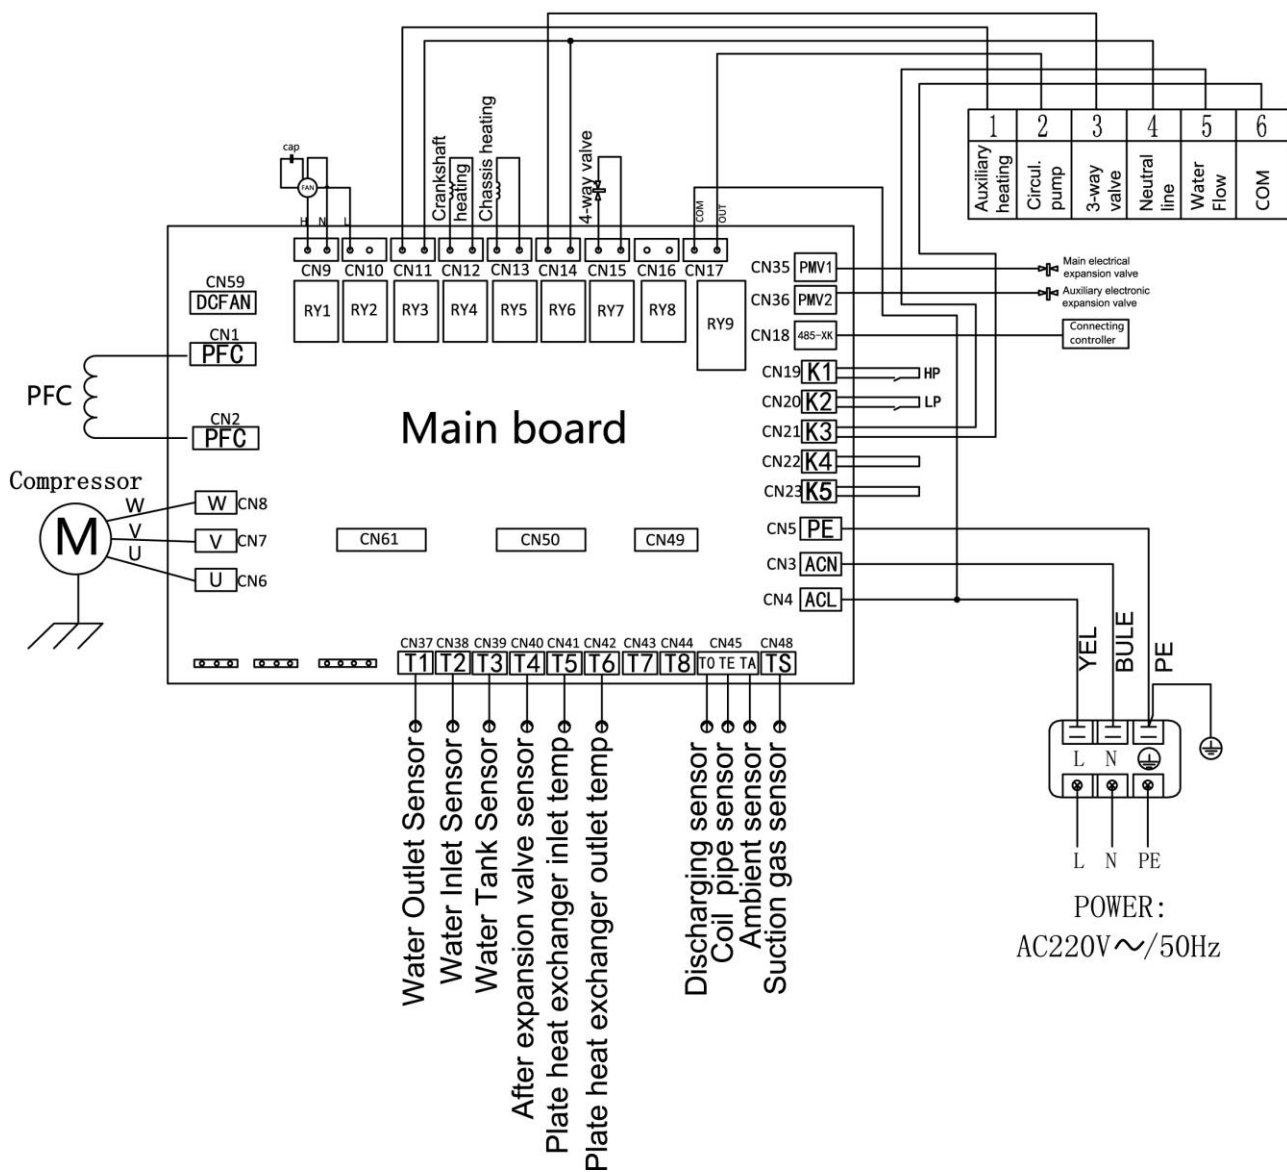 1 2 3 4 5 6
Auxiliary heating
Circul. pump
3-way valve
Neutral line
Water Flow
COM
cap
FAN
H N L
Crankshaft heating
Chassis heating
4-way valve
COM
OUT
CN9 CN10 CN11 CN12 CN13 CN14 CN15 CN16 CN17
RY1 RY2 RY3 RY4 RY5 RY6 RY7 RY8 RY9
CN35 PMV1
Main electrical
expansion valve
CN36 PMV2
Auxiliary electronic
expansion valve
CN18 485-XK
Connecting
controller
CN19 K1 HP
CN20 K2 LP
CN21 K3
CN22 K4
CN23 K5
CN5 PE
CN3 ACN
CN4 ACL
CN59
DCFAN
CN1
PFC
PFC
CN2
PFC
Main board
Compressor
M
W W CN8
V V CN7
U U CN6
CN61 CN50 CN49
CN37 CN38 CN39 CN40 CN41 CN42 CN43 CN44 CN45 CN48
T1 T2 T3 T4 T5 T6 T7 T8 TO TE TA TS
Water Outlet Sensor
Water Inlet Sensor
Water Tank Sensor
After expansion valve sensor
Plate heat exchanger inlet temp
Plate heat exchanger outlet temp
Discharging sensor
Coil pipe sensor
Ambient sensor
Suction gas sensor
YEL
BULE
PE
L N
L N PE
POWER:
AC220V～/50Hz